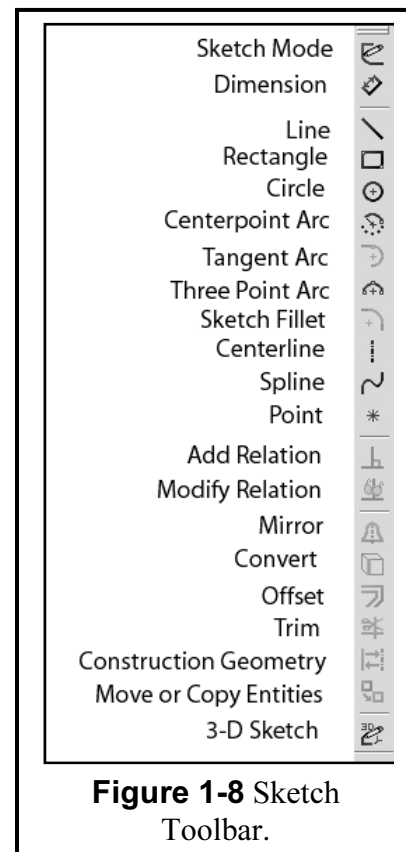 Sketch Mode
Dimension
Line
Rectangle
Circle
Centerpoint Arc
Tangent Arc
Three Point Arc
Sketch Fillet
Centerline
Spline
Point
Add Relation
Modify Relation
Mirror
Convert
Offset
Trim
Construction Geometry
Move or Copy Entities
3-D Sketch
3D
Figure 1-8 Sketch
Toolbar.